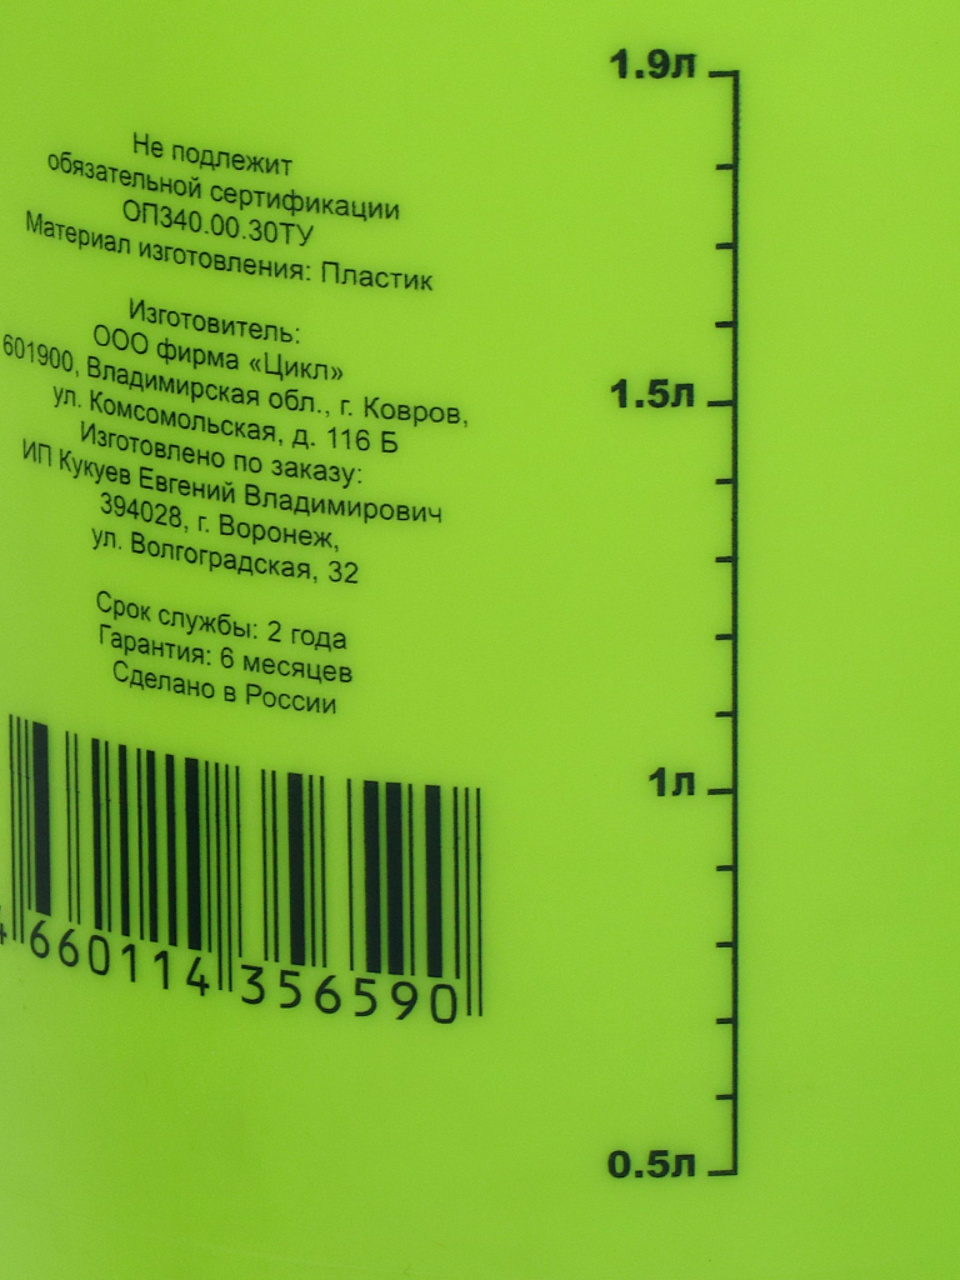 Не подлежит
обязательной сертификации
ОП340.00.30ТУ
Материал изготовления: Пластик
Изготовитель:
ООО фирма «Цикл»
601900, Владимирская обл., г. Ковров,
ул. Комсомольская, д. 116 Б
Изготовлено по заказу:
ИП Кукуев Евгений Владимирович
394028, г. Воронеж,
ул. Волгоградская, 32
Срок службы: 2 года
Гарантия: 6 месяцев
Сделано в России
4 660114 356590
1.9л
1.5л
1л
0.5л